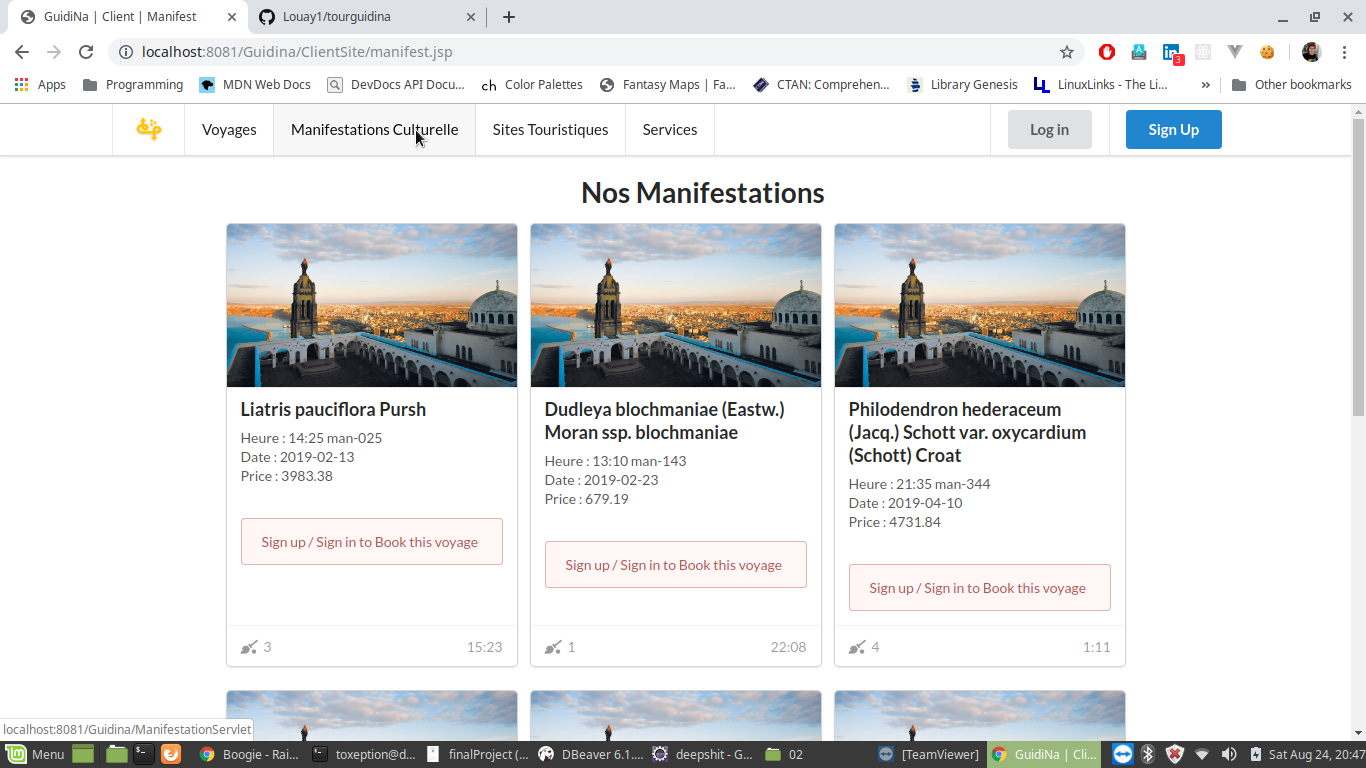 GuidiNa | Client | Manifest
Louay1/tourguidina
localhost:8081/Guidina/ClientSite/manifest.jsp
3
Apps
Programming
MDN Web Docs
DevDocs API Docu...
ch Color Palettes
Fantasy Maps | Fa...
CTAN: Comprehen...
Library Genesis
LinuxLinks - The Li...
»
Other bookmarks
Voyages
Manifestations Culturelle
Sites Touristiques
Services
Log in
Sign Up
Nos Manifestations
Liatris pauciflora Pursh
Heure : 14:25 man-025
Date : 2019-02-13
Price : 3983.38
Sign up / Sign in to Book this voyage
3
15:23
Dudleya blochmaniae (Eastw.)
Moran ssp. blochmaniae
Heure : 13:10 man-143
Date : 2019-02-23
Price : 679.19
Sign up / Sign in to Book this voyage
1
22:08
Philodendron hederaceum
(Jacq.) Schott var. oxycardium
(Schott) Croat
Heure : 21:35 man-344
Date : 2019-04-10
Price : 4731.84
Sign up / Sign in to Book this voyage
4
1:11
localhost:8081/Guidina/ManifestationServlet
Menu
Boogie - Rai...
toxeption@d...
finalProject (...
DBeaver 6.1....
deepshit - G...
02
[TeamViewer]
GuidiNa | Cli...
Sat Aug 24, 20:47